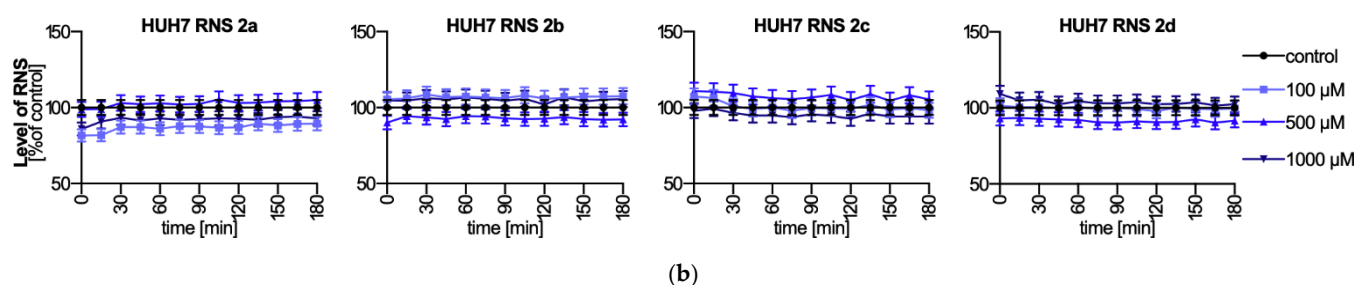 HUH7 RNS 2a
HUH7 RNS 2b
HUH7 RNS 2c
HUH7 RNS 2d
Level of RNS
[%of control]
150
100
50
0
30
60
90
120
150
180
time [min]
150
100
50
0
30
60
90
120
150
180
time [min]
150
100
50
0
30
60
90
120
150
180
time [min]
150
100
50
0
30
60
90
120
150
180
time [min]
control
100 µM
500 µM
1000 µM
(b)